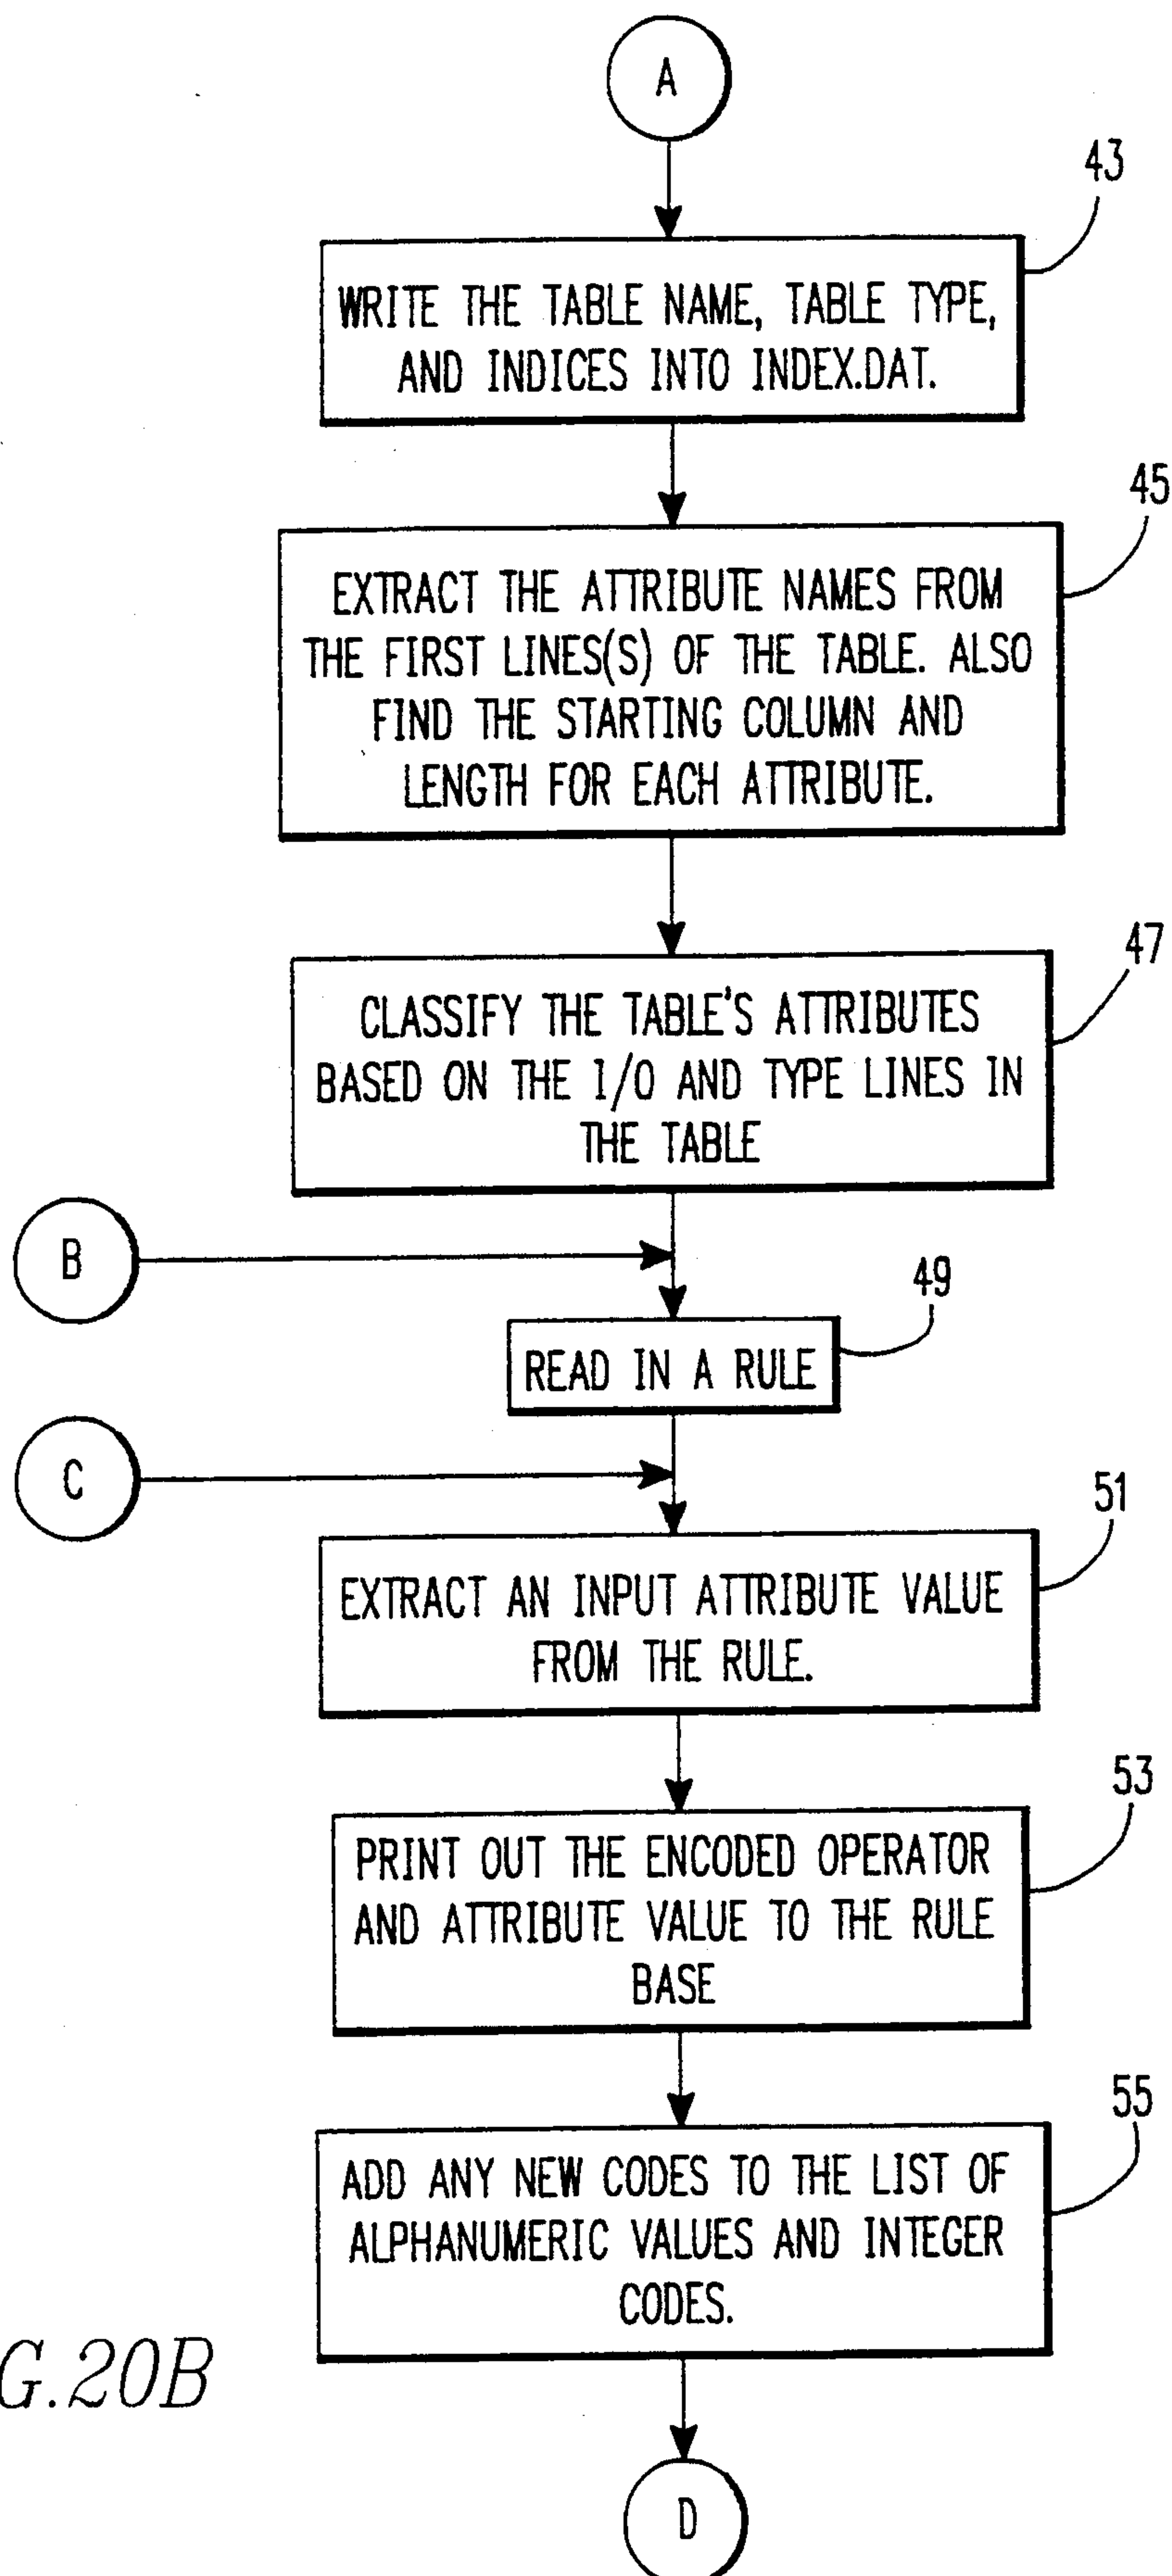 A
43
WRITE THE TABLE NAME, TABLE TYPE,
AND INDICES INTO INDEX.DAT.
45
EXTRACT THE ATTRIBUTE NAMES FROM
THE FIRST LINES(S) OF THE TABLE. ALSO
FIND THE STARTING COLUMN AND
LENGTH FOR EACH ATTRIBUTE.
47
CLASSIFY THE TABLE'S ATTRIBUTES
BASED ON THE I/O AND TYPE LINES IN
THE TABLE
B
49
READ IN A RULE
C
51
EXTRACT AN INPUT ATTRIBUTE VALUE
FROM THE RULE.
53
PRINT OUT THE ENCODED OPERATOR
AND ATTRIBUTE VALUE TO THE RULE
BASE
55
ADD ANY NEW CODES TO THE LIST OF
ALPHANUMERIC VALUES AND INTEGER
CODES.
G.20B
D